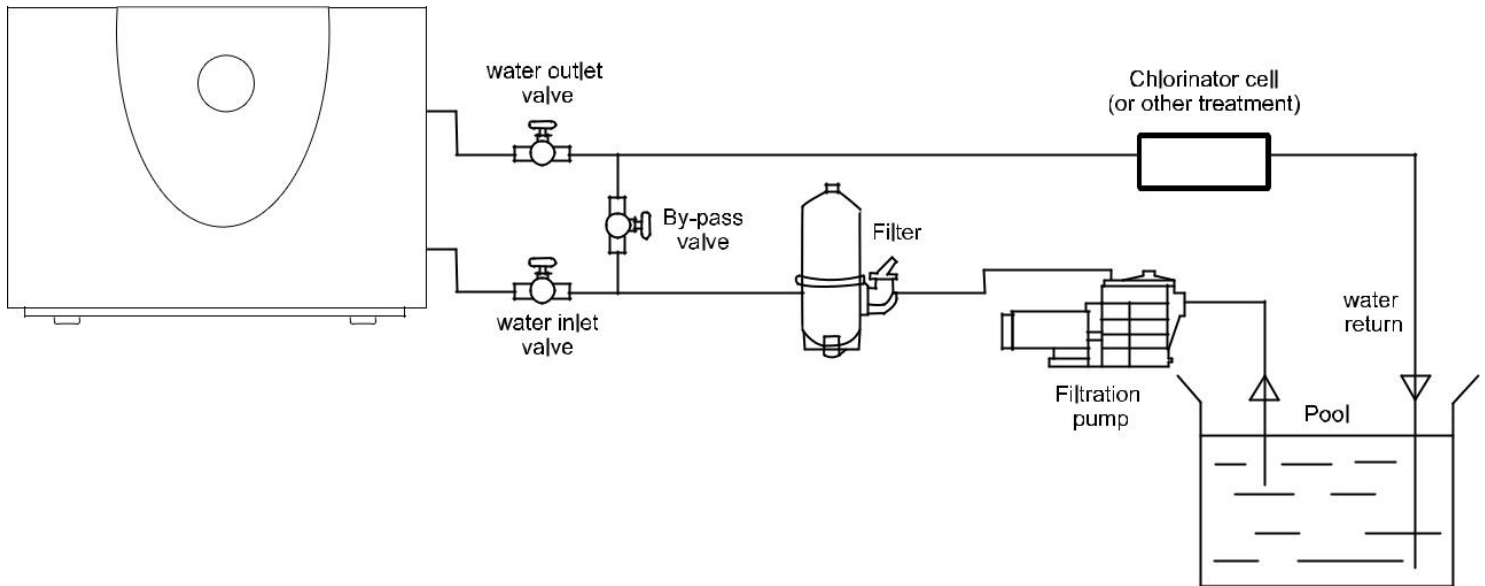 water outlet
valve
Chlorinator cell
(or other treatment)
By-pass
valve
Filter
water inlet
valve
water
return
Filtration
pump
Pool